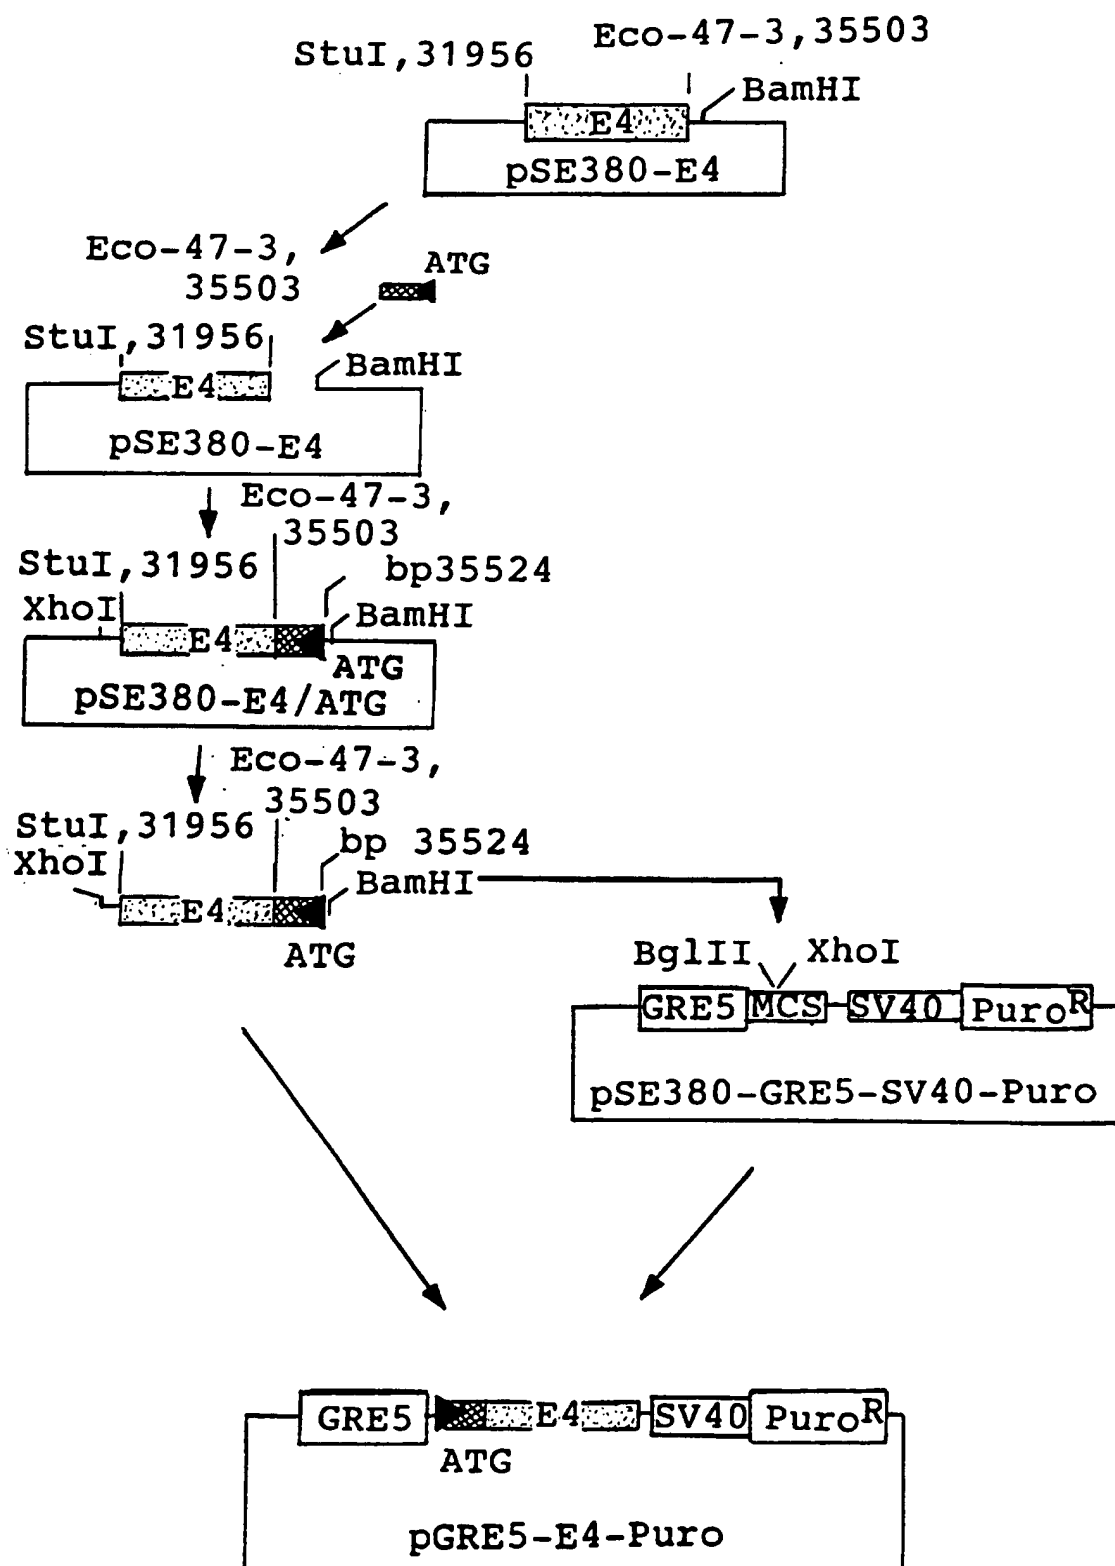 StuI,31956 Eco-47-3,35503
BamHI
E4
pSE380-E4
Eco-47-3,
35503
ATG
StuI,31956
BamHI
E4
pSE380-E4
Eco-47-3,
35503
StuI,31956
bp35524
XhoI
BamHI
E4
ATG
pSE380-E4/ATG
Eco-47-3,
35503
StuI,31956
bp 35524
XhoI
BamHI
E4
ATG
BglII XhoI
GRE5 MCS SV40 PuroR
pSE380-GRE5-SV40-Puro
GRE5 E4 SV40 PuroR
ATG
pGRE5-E4-Puro